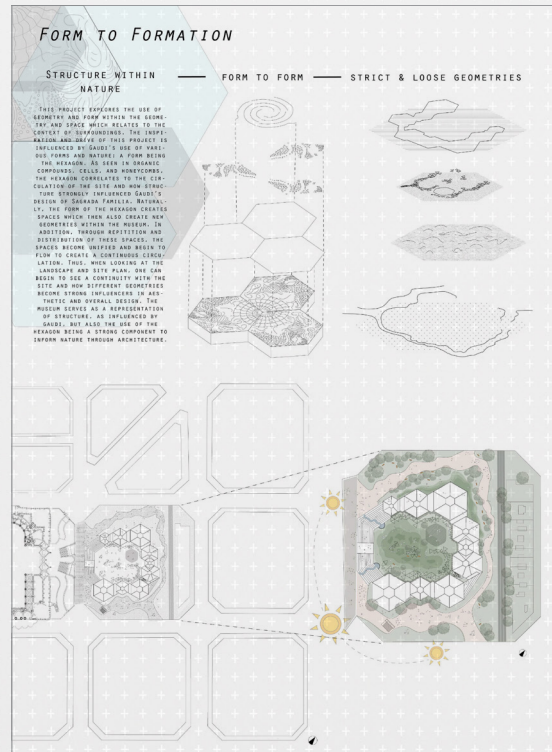 Form to Formation
Structure within
nature
form to form
strict & loose geometries
This project explores the use of
geometry and form within the geome-
try and space which relates to the
context of surroundings. The inspi-
ration and drive of this project is
influenced by Gaudi's use of vari-
ous forms and nature; a form being
the hexagon. As seen in organic
compounds, cells, and honeycombs,
the hexagon correlates to the cir-
culation of the site and how struc-
ture strongly influenced Gaudi's
design of Sagrada Familia. Natural-
ly, the form of the hexagon creates
spaces which then also create new
geometries within the museum. In
addition, through repitition and
distribution of these spaces, the
spaces become unified and begin to
flow to create a continuous circu-
lation. Thus, when looking at the
landscape and site plan, one can
begin to see a continuity with the
site and how different geometries
become strong influencers in aes-
thetic and overall design. The
museum serves as a representation
of structure, as influenced by
Gaudi, but also the use of the
hexagon being a strong component to
inform nature through architecture.